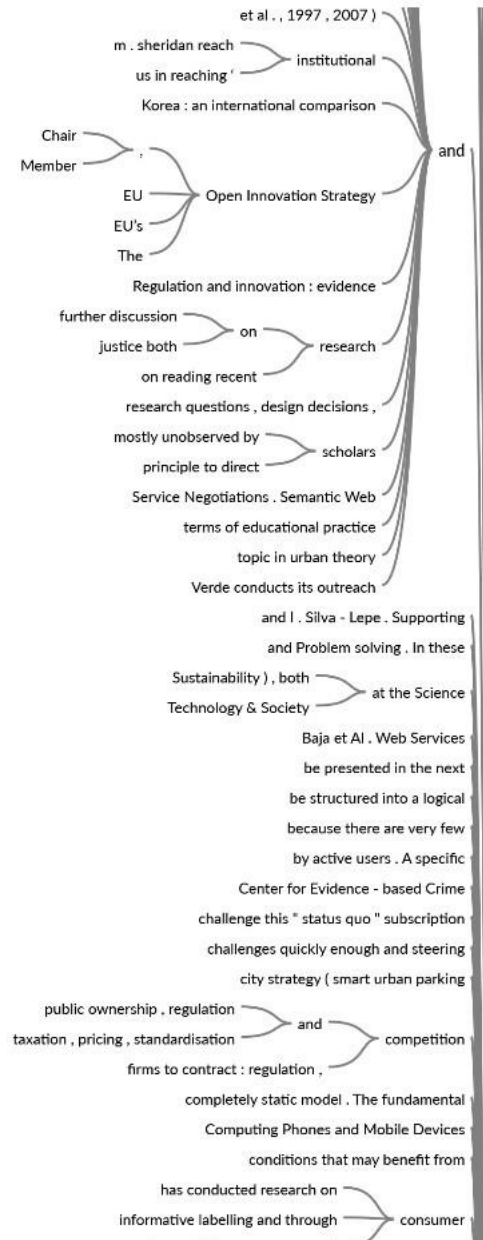 et al . , 1997 , 2007 )
m . sheridan reach
institutional
us in reaching '
Korea : an international comparison
and
Chair
,
Member
EU
Open Innovation Strategy
EU's
The
Regulation and innovation : evidence
further discussion
on
justice both
research
on reading recent
research questions , design decisions ,
mostly unobserved by
scholars
principle to direct
Service Negotiations . Semantic Web
terms of educational practice
topic in urban theory
Verde conducts its outreach
and I . Silva - Lepe . Supporting
and Problem solving . In these
Sustainability ) , both
at the Science
Technology & Society
Baja et Al . Web Services
be presented in the next
be structured into a logical
because there are very few
by active users . A specific
Center for Evidence - based Crime
challenge this " status quo " subscription
challenges quickly enough and steering
city strategy ( smart urban parking
public ownership , regulation
and
taxation , pricing , standardisation
competition
firms to contract : regulation ,
completely static model . The fundamental
Computing Phones and Mobile Devices
conditions that may benefit from
has conducted research on
informative labelling and through
consumer